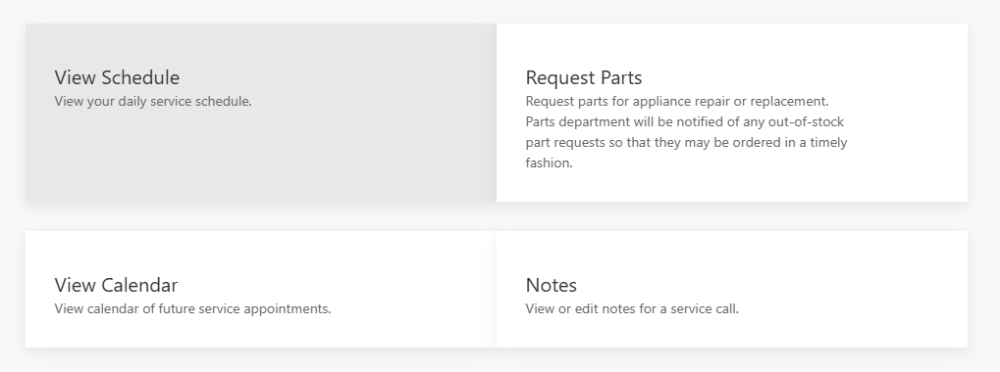 View Schedule
View your daily service schedule.
Request Parts
Request parts for appliance repair or replacement.
Parts department will be notified of any out-of-stock
part requests so that they may be ordered in a timely
fashion.
View Calendar
View calendar of future service appointments.
Notes
View or edit notes for a service call.